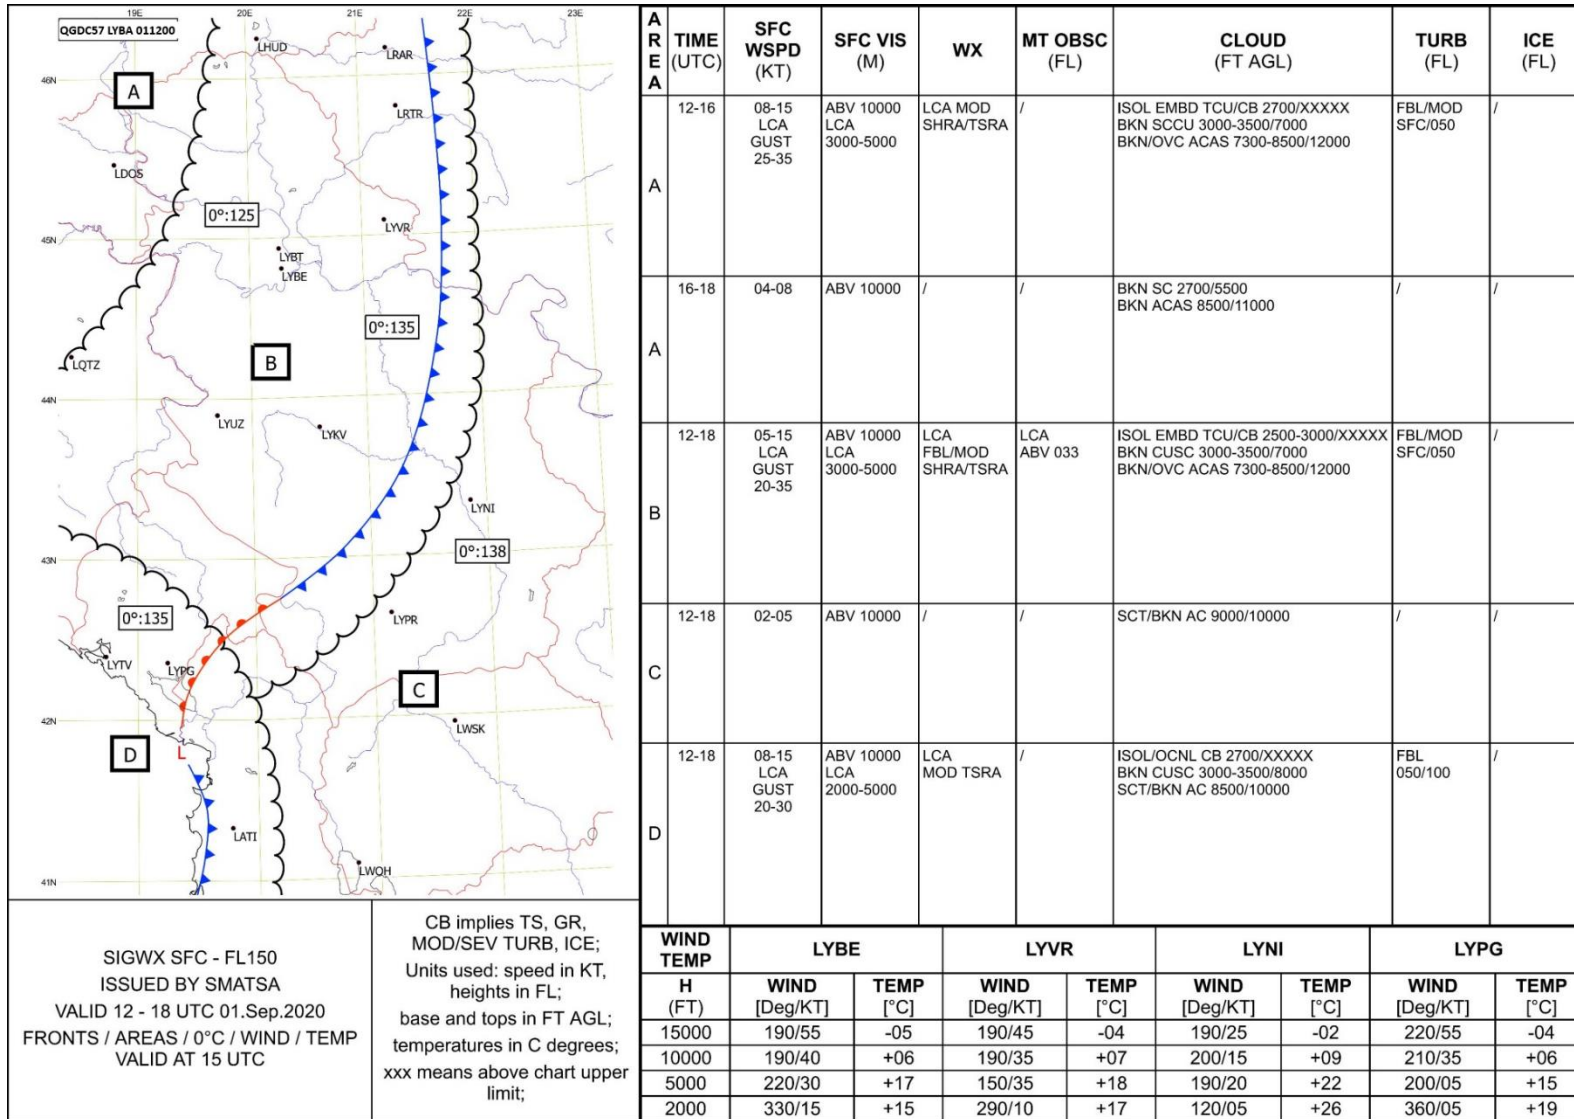 19E 20E 21E 22E 23E
QGDC57 LYBA 011200
LHUD
LRAR
46N
A
LRTR
LDOS
0°:125
LYVR
45N
LYBT
LYBE
0°:135
LQTZ
B
44N
LYUZ
LYKV
LYNI
43N
0°:138
0°:135
LYPR
LYTV
LYPG
C
42N
LWSK
D
L
LATI
LWOH
41N
SIGWX SFC - FL150
ISSUED BY SMATSA
VALID 12 - 18 UTC 01.Sep.2020
FRONTS / AREAS / 0°C / WIND / TEMP
VALID AT 15 UTC
CB implies TS, GR,
MOD/SEV TURB, ICE;
Units used: speed in KT,
heights in FL;
base and tops in FT AGL;
temperatures in C degrees;
xxx means above chart upper
limit;
AREA TIME (UTC) SFC WSPD (KT) SFC VIS (M) WX MT OBSC (FL) CLOUD (FT AGL) TURB (FL) ICE (FL)
12-16 08-15 ABV 10000 LCA MOD / ISOL EMBD TCU/CB 2700/XXXXX FBL/MOD /
LCA LCA SHRA/TSRA BKN SCCU 3000-3500/7000 SFC/050
GUST 3000-5000 BKN/OVC ACAS 7300-8500/12000
25-35
A
16-18 04-08 ABV 10000 / / BKN SC 2700/5500 / /
BKN ACAS 8500/11000
A
12-18 05-15 ABV 10000 LCA LCA ISOL EMBD TCU/CB 2500-3000/XXXXX FBL/MOD /
LCA LCA FBL/MOD ABV 033 BKN CUSC 3000-3500/7000 SFC/050
GUST 3000-5000 SHRA/TSRA BKN/OVC ACAS 7300-8500/12000
20-35
B
12-18 02-05 ABV 10000 / / SCT/BKN AC 9000/10000 / /
C
12-18 08-15 ABV 10000 LCA / ISOL/OCNL CB 2700/XXXXX FBL /
LCA LCA MOD TSRA BKN CUSC 3000-3500/8000 050/100
GUST 2000-5000 SCT/BKN AC 8500/10000
20-30
D
WIND TEMP LYBE LYVR LYNI LYPG
H (FT) WIND [Deg/KT] TEMP [°C] WIND [Deg/KT] TEMP [°C] WIND [Deg/KT] TEMP [°C] WIND [Deg/KT] TEMP [°C]
15000 190/55 -05 190/45 -04 190/25 -02 220/55 -04
10000 190/40 +06 190/35 +07 200/15 +09 210/35 +06
5000 220/30 +17 150/35 +18 190/20 +22 200/05 +15
2000 330/15 +15 290/10 +17 120/05 +26 360/05 +19